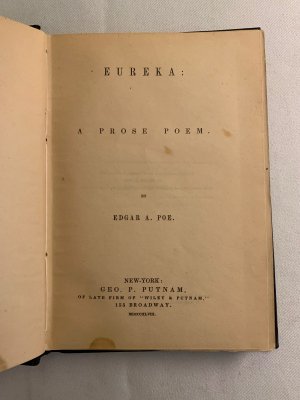 EUREKA:
A PROSE POEM.
BY
EDGAR A. POE.
NEW-YORK:
GEO. P. PUTNAM,
OF LATE FIRM OF "WILEY & PUTNAM,"
155 BROADWAY.
MDCCCXLVIII.